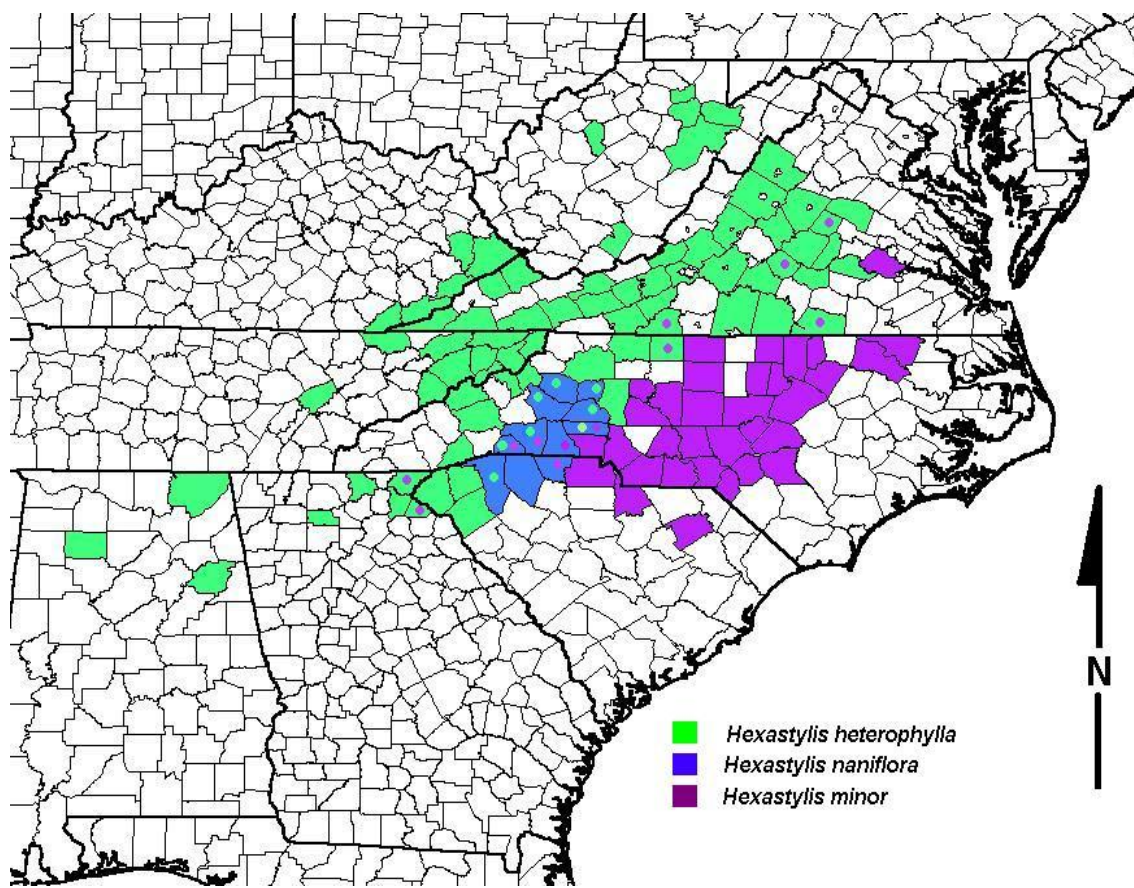 N
Hexastylis heterophylla
Hexastylis naniflora
Hexastylis minor